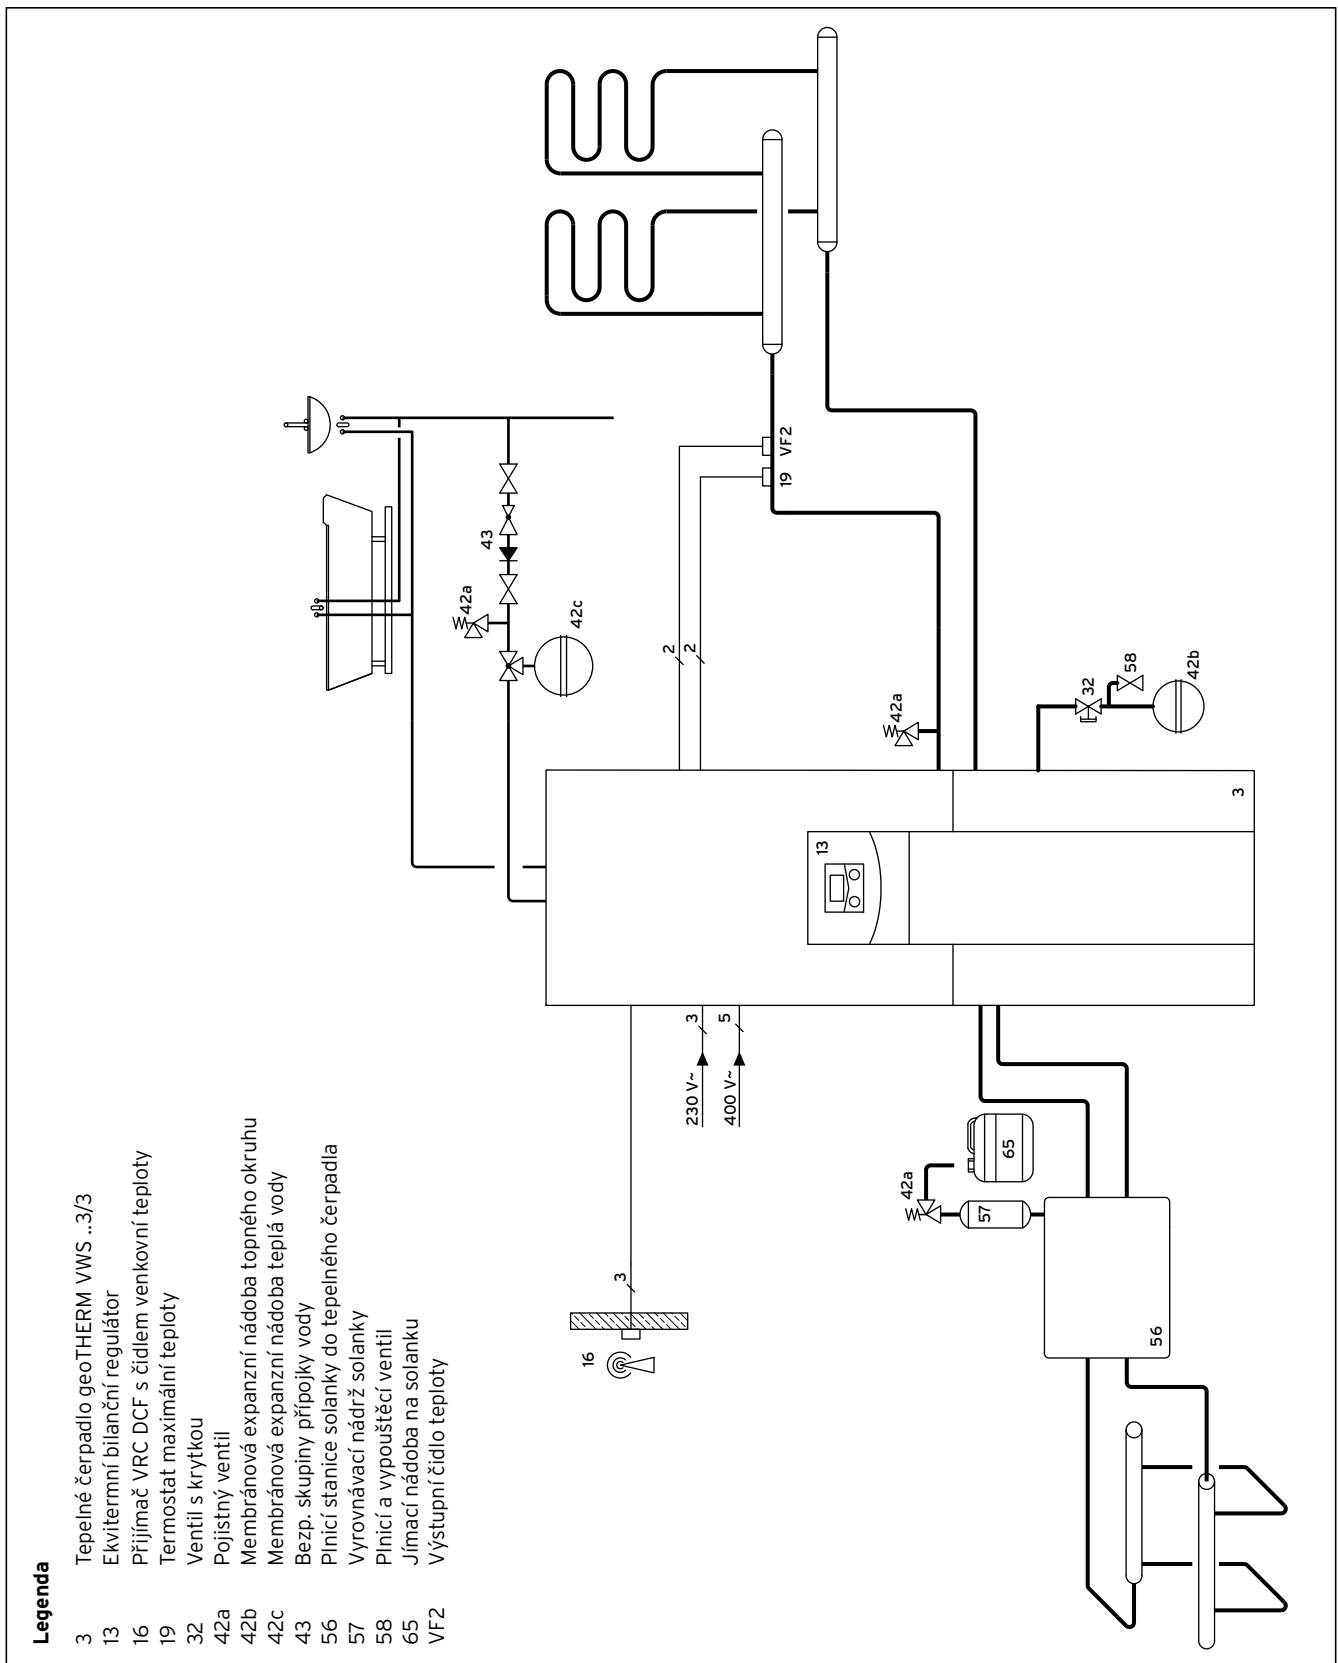 Legenda
3 Tepelné čerpadlo geoTHERM VWS ..3/3
13 Ekvitermní bilanční regulátor
16 Přijímač VRC DCF s čidlem venkovní teploty
19 Termostat maximální teploty
32 Ventil s krytkou
42a Pojistný ventil
42b Membránová expanzní nádoba topného okruhu
42c Membránová expanzní nádoba teplá vody
43 Bezp. skupiny přípojky vody
56 Plnicí stanice solanky do tepelného čerpadla
57 Vyrovnávací nádrž solanky
58 Plnicí a vypouštěcí ventil
65 Jímací nádoba na solanku
VF2 Výstupní čidlo teploty
16
3
230 V~
3
400 V~
5
43
42a
42c
2
2
19
VF2
42a
32
58
42b
13
3
42a
57
65
56